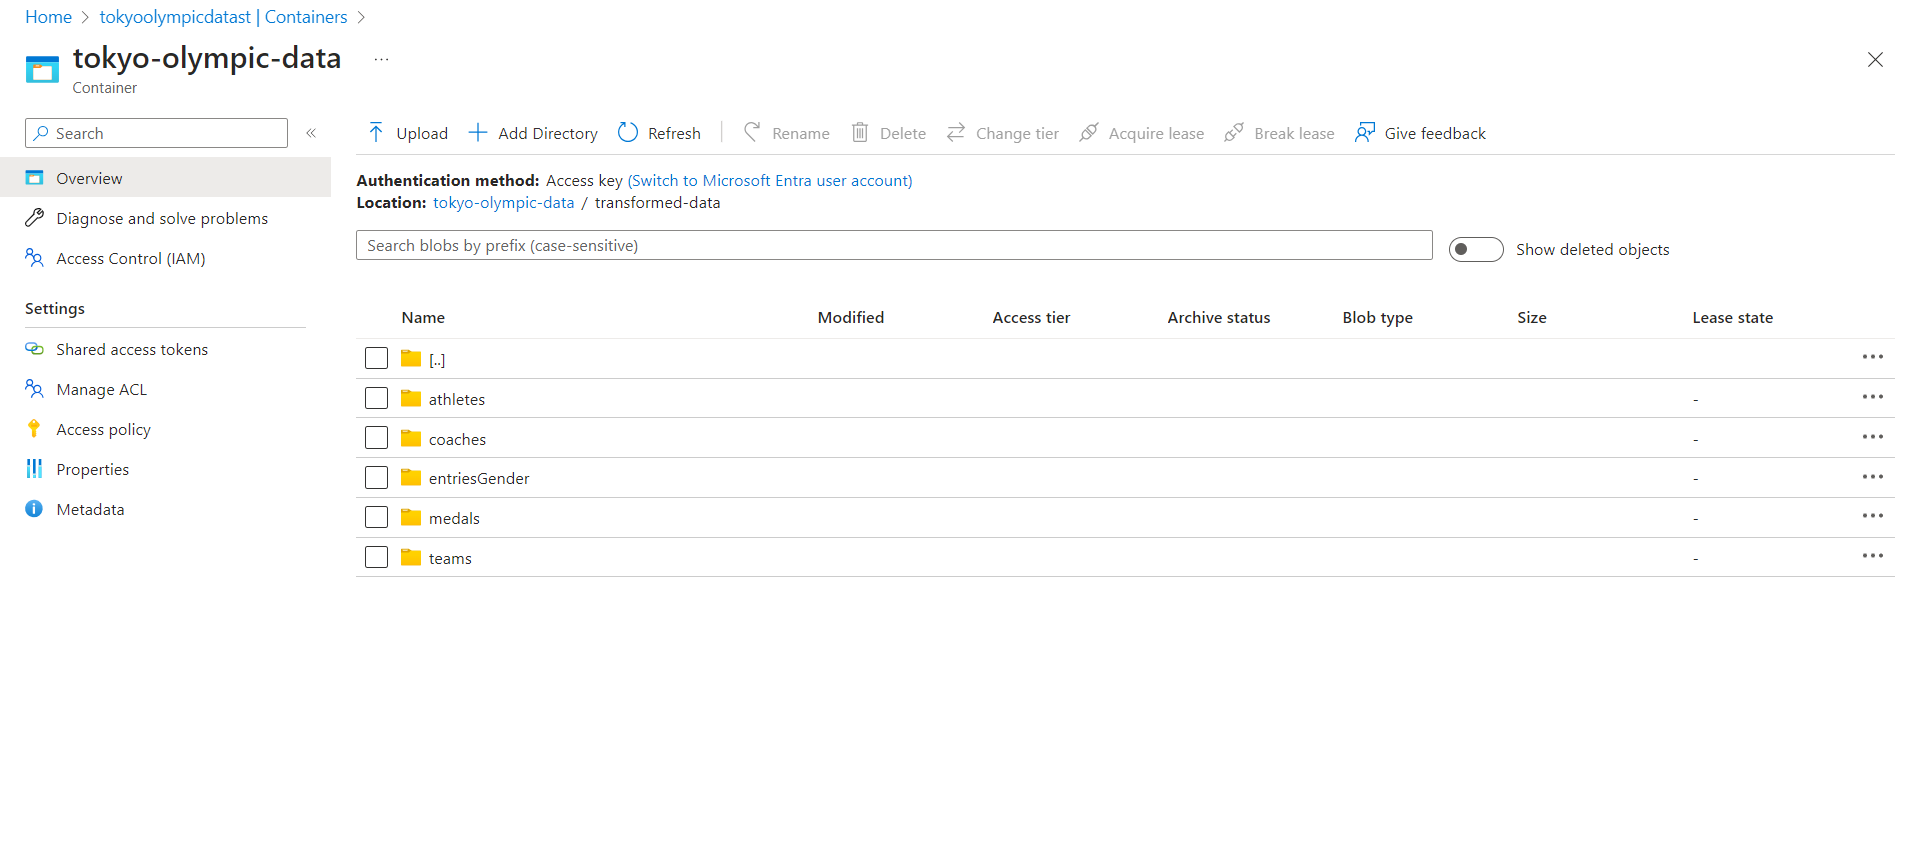 Home > tokyoolympicdatast | Containers >
tokyo-olympic-data ...
Container
Search «
Overview
Diagnose and solve problems
Access Control (IAM)
Settings
Shared access tokens
Manage ACL
Access policy
Properties
Metadata
Upload Add Directory Refresh Rename Delete Change tier Acquire lease Break lease Give feedback
Authentication method: Access key (Switch to Microsoft Entra user account)
Location: tokyo-olympic-data / transformed-data
Search blobs by prefix (case-sensitive) Show deleted objects
Name Modified Access tier Archive status Blob type Size Lease state
[..]
athletes -
coaches -
entriesGender -
medals -
teams -